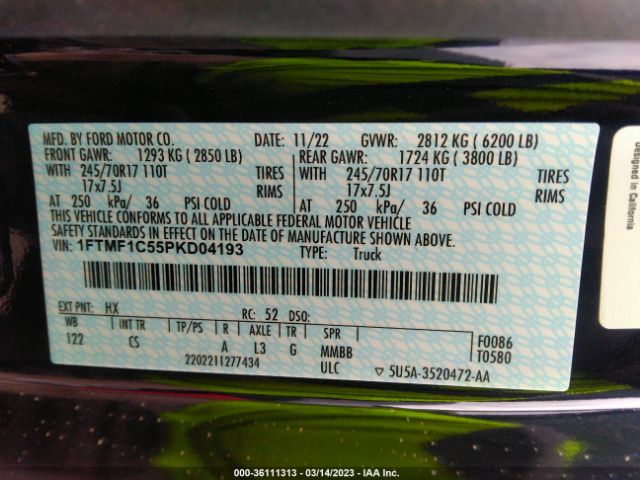 MFD. BY FORD MOTOR CO. DATE: 11/22 GVWR: 2812 KG ( 6200 LB)
FRONT GAWR: 1293 KG ( 2850 LB) REAR GAWR: 1724 KG ( 3800 LB)
WITH 245/70R17 110T TIRES WITH 245/70R17 110T TIRES
17x7.5J RIMS 17x7.5J RIMS
AT 250 kPa/ 36 PSI COLD AT 250 kPa/ 36 PSI COLD
THIS VEHICLE CONFORMS TO ALL APPLICABLE FEDERAL MOTOR VEHICLE
SAFETY STANDARDS IN EFFECT ON THE DATE OF MANUFACTURE SHOWN ABOVE.
VIN: 1FTMF1C55PKD04193 TYPE: Truck
EXT PNT: HX RC: 52 DSO:
WB INT TR TP/PS R AXLE TR SPR F0086
122 CS A L3 G MMBB T0580
2202211277434 ULC 5U5A-3520472-AA
Designed in California
000-36111313 - 03/14/2023 - IAA Inc.